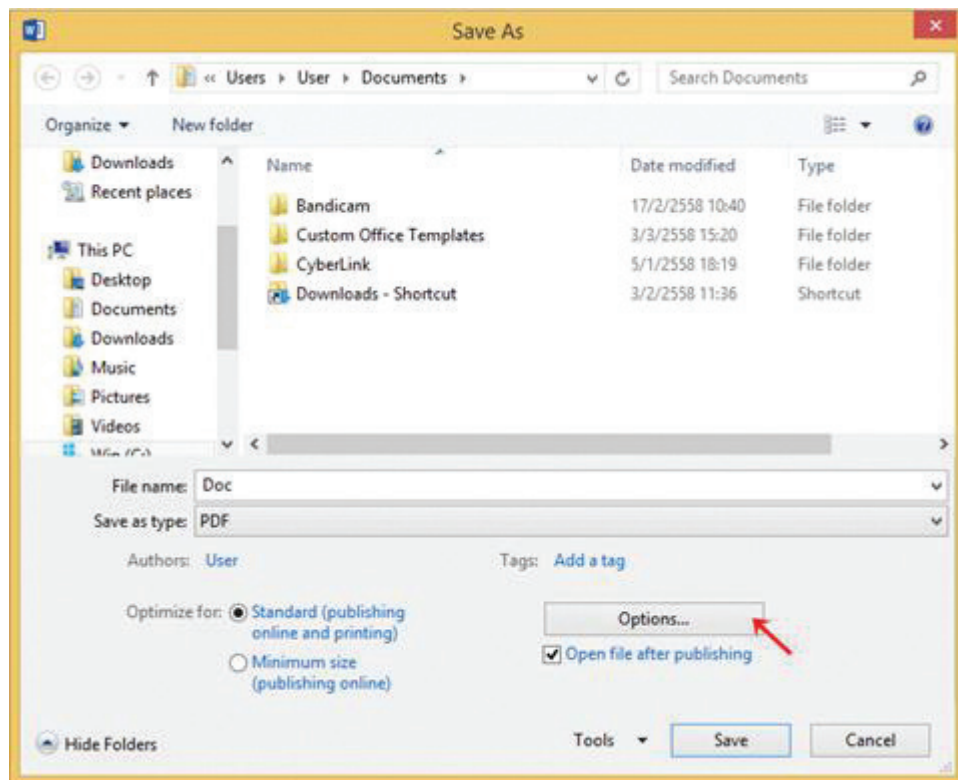 Save As
« Users ▸ User ▸ Documents ▸ Search Documents
Organize ▾ New folder
Downloads
Recent places
This PC
Desktop
Documents
Downloads
Music
Pictures
Videos
Win (C:)
Name Date modified Type
Bandicam 17/2/2558 10:40 File folder
Custom Office Templates 3/3/2558 15:20 File folder
CyberLink 5/1/2558 18:19 File folder
Downloads - Shortcut 3/2/2558 11:36 Shortcut
File name: Doc
Save as type: PDF
Authors: User Tags: Add a tag
Optimize for: Standard (publishing
online and printing)
Minimum size
(publishing online)
Options...
Open file after publishing
Hide Folders Tools ▾ Save Cancel